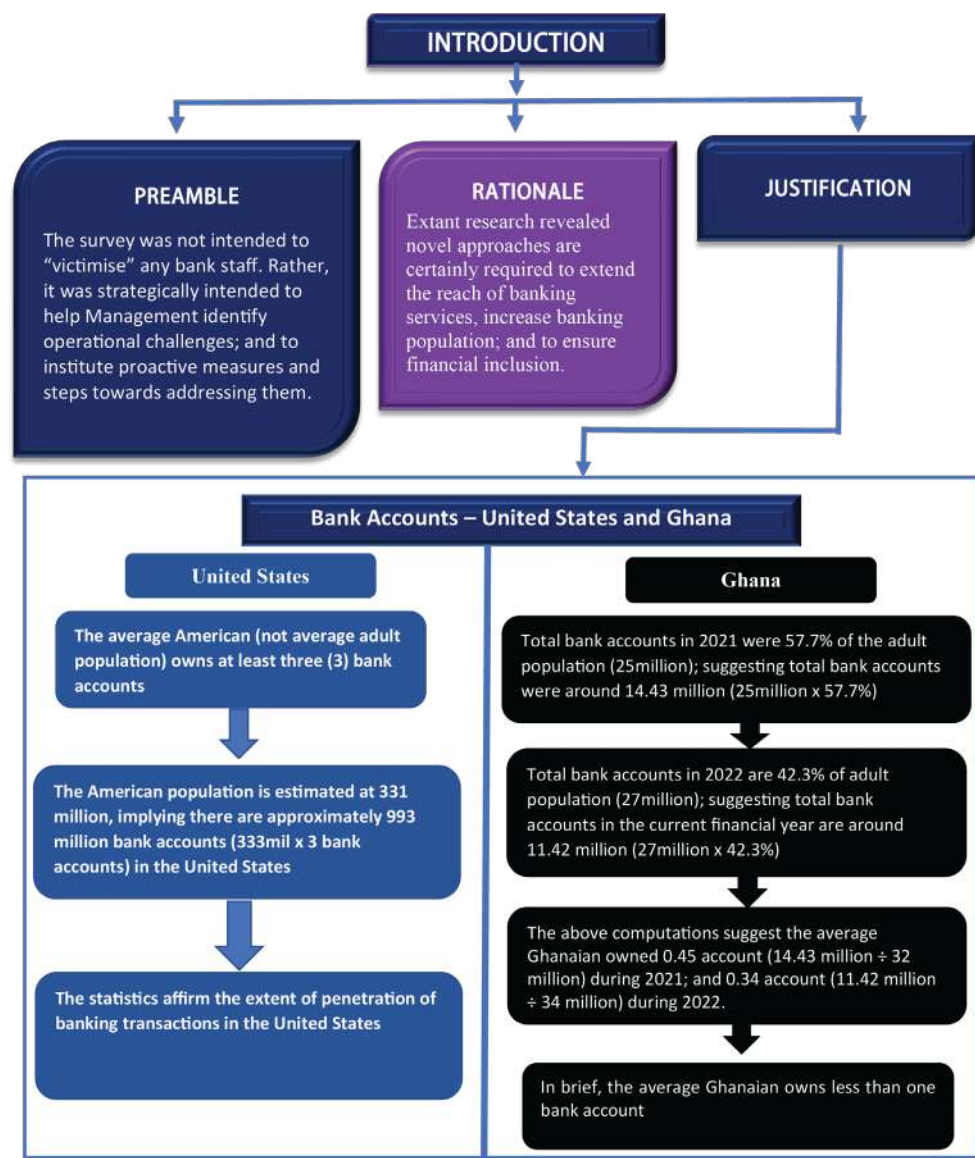 INTRODUCTION
PREAMBLE
The survey was not intended to
“victimise” any bank staff. Rather,
it was strategically intended to
help Management identify
operational challenges; and to
institute proactive measures and
steps towards addressing them.
RATIONALE
Extant research revealed
novel approaches are
certainly required to extend
the reach of banking
services, increase banking
population; and to ensure
financial inclusion.
JUSTIFICATION
Bank Accounts – United States and Ghana
United States
The average American (not average adult
population) owns at least three (3) bank
accounts
The American population is estimated at 331
million, implying there are approximately 993
million bank accounts (333mil x 3 bank
accounts) in the United States
The statistics affirm the extent of penetration of
banking transactions in the United States
Ghana
Total bank accounts in 2021 were 57.7% of the adult
population (25million); suggesting total bank accounts
were around 14.43 million (25million x 57.7%)
Total bank accounts in 2022 are 42.3% of adult
population (27million); suggesting total bank
accounts in the current financial year are around
11.42 million (27million x 42.3%)
The above computations suggest the average
Ghanaian owned 0.45 account (14.43 million ÷ 32
million) during 2021; and 0.34 account (11.42 million
÷ 34 million) during 2022.
In brief, the average Ghanaian owns less than one
bank account